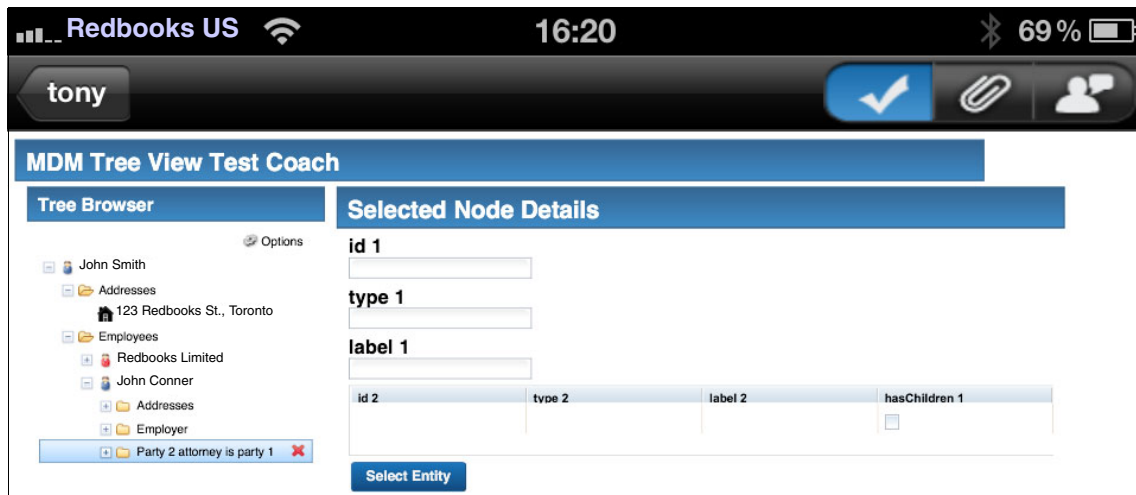 Redbooks US 16:20 69%
tony
MDM Tree View Test Coach
Tree Browser
Options
John Smith
Addresses
123 Redbooks St., Toronto
Employees
Redbooks Limited
John Conner
Addresses
Employer
Party 2 attorney is party 1
Selected Node Details
id 1
type 1
label 1
id 2 type 2 label 2 hasChildren 1
Select Entity